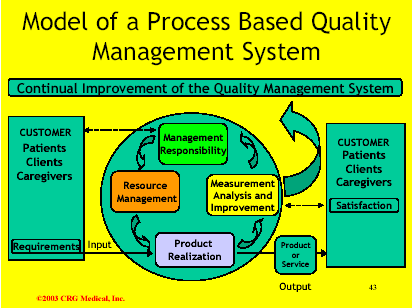 Model of a Process Based Quality
Management System
Continual Improvement of the Quality Management System
CUSTOMER
Patients
Clients
Caregivers
Requirements
Input
Management
Responsibility
Resource
Management
Measurement
Analysis and
Improvement
Product
Realization
Product
or
Service
Output
CUSTOMER
Patients
Clients
Caregivers
Satisfaction
43
©2003 CRG Medical, Inc.